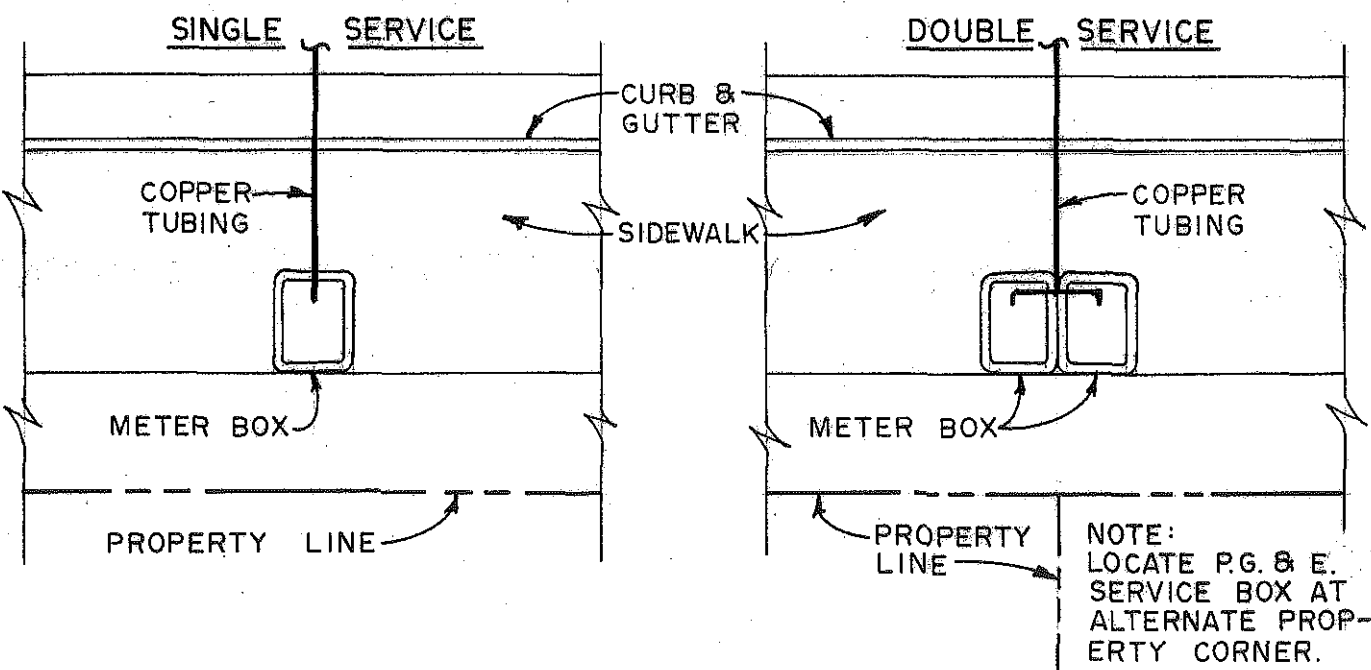 SINGLE SERVICE
DOUBLE SERVICE
CURB &
GUTTER
COPPER
TUBING
COPPER
TUBING
SIDEWALK
METER BOX
METER BOX
PROPERTY LINE
PROPERTY
LINE
NOTE:
LOCATE P.G. & E.
SERVICE BOX AT
ALTERNATE PROP-
ERTY CORNER.